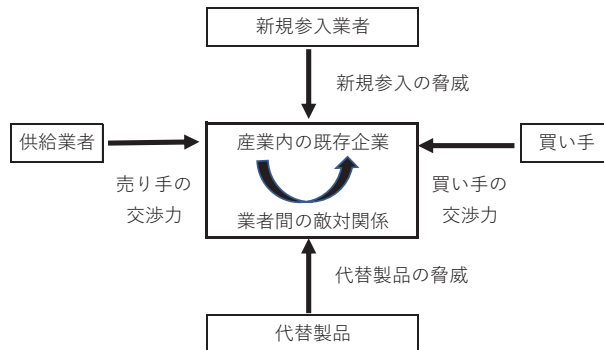 新規参入業者
新規参入の脅威
供給業者
産業内の既存企業
買い手
売り手の
交渉力
業者間の敵対関係
買い手の
交渉力
代替製品の脅威
代替製品